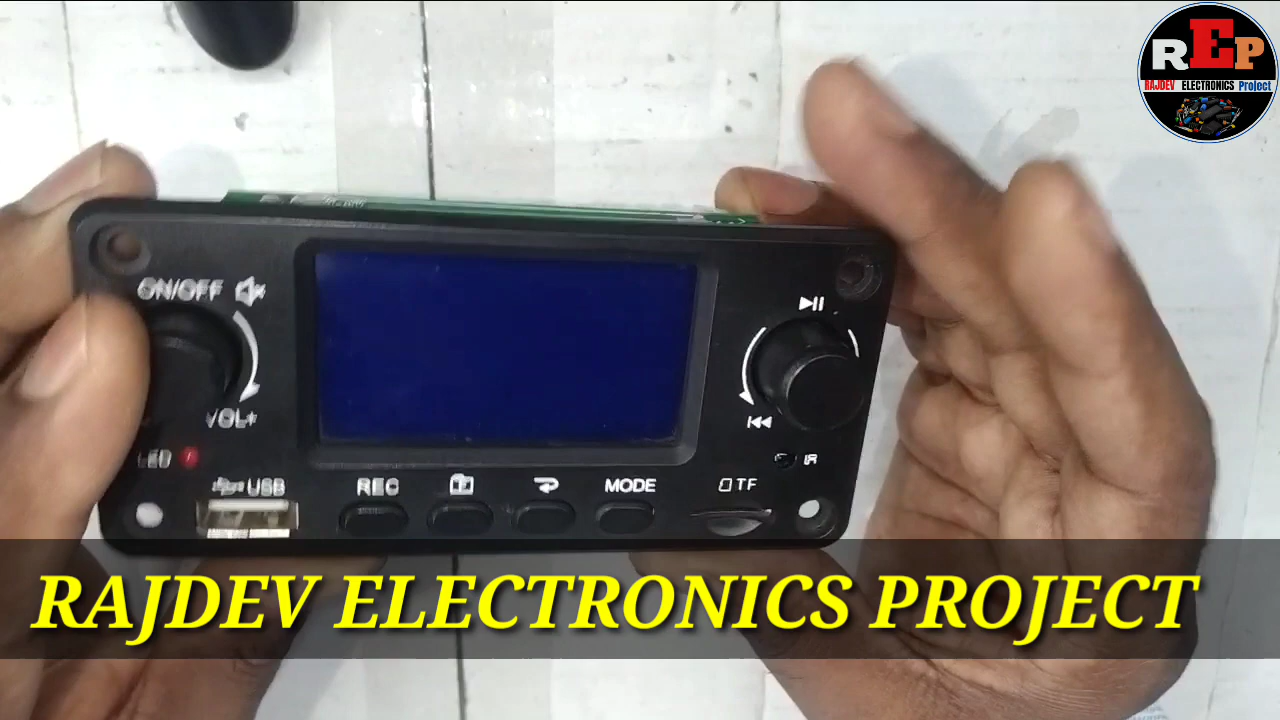 REP
RAJDEV ELECTRONICS Project
ON/OFF
VOL+
LED
USB
REC
MODE
TF
IR
RAJDEV ELECTRONICS PROJECT